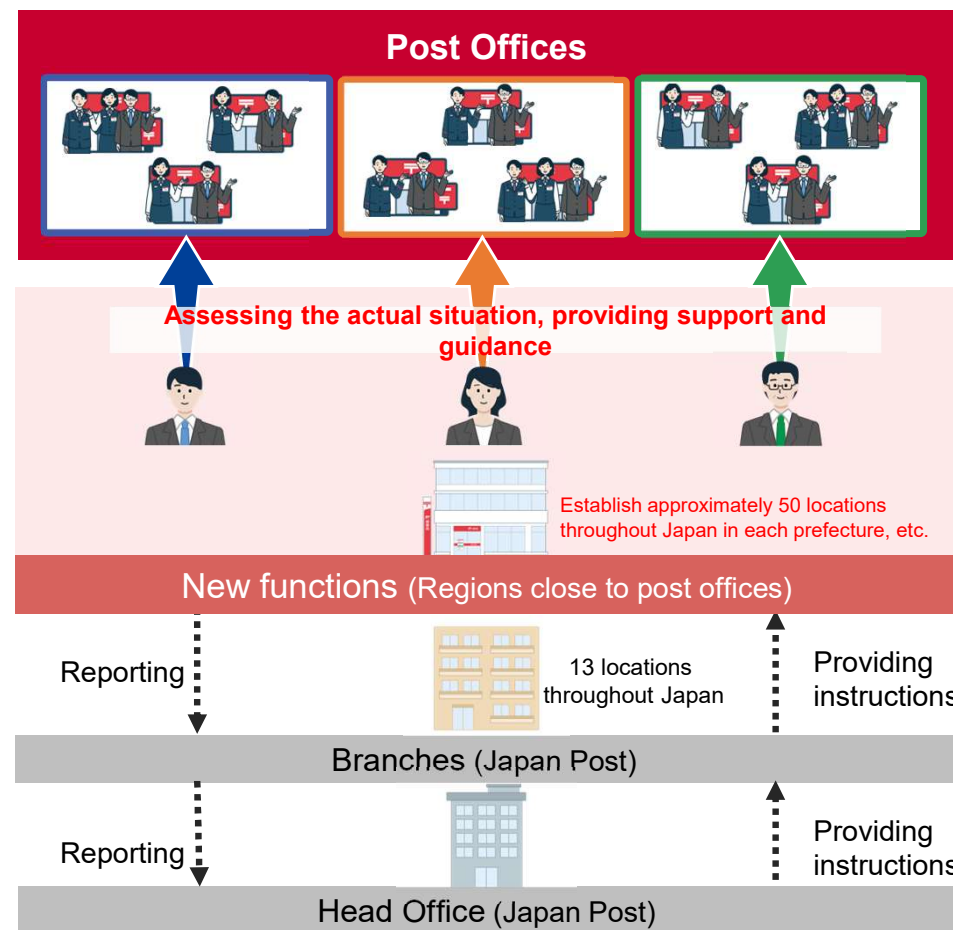 Post Offices
Assessing the actual situation, providing support and
guidance
Establish approximately 50 locations
throughout Japan in each prefecture, etc.
New functions (Regions close to post offices)
Reporting
13 locations
throughout Japan
Providing
instructions
Branches (Japan Post)
Reporting
Providing
instructions
Head Office (Japan Post)